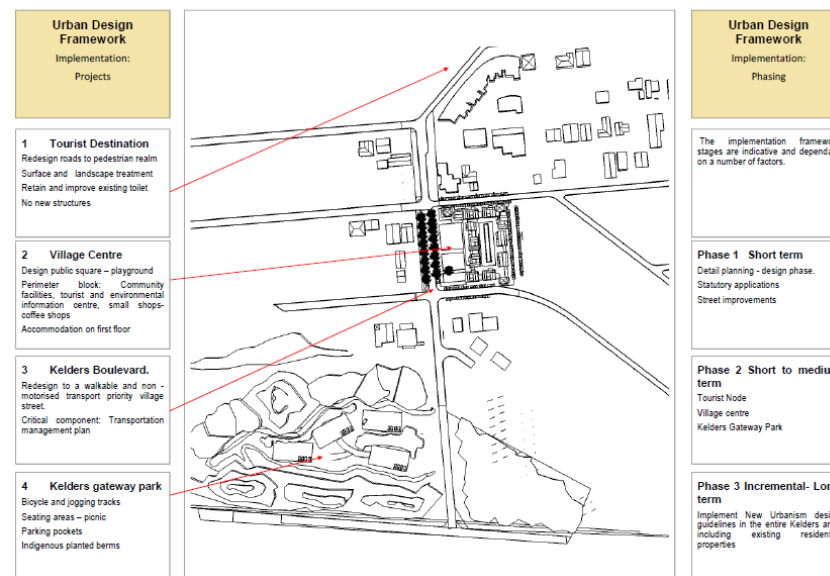 Urban Design
Framework
Implementation:
Projects
1 Tourist Destination
Redesign roads to pedestrian realm
Surface and landscape treatment
Retain and improve existing toilet
No new structures
2 Village Centre
Design public square – playground
Perimeter block: Community
facilities, tourist and environmental
information centre, small shops-
coffee shops
Accommodation on first floor
3 Kelders Boulevard.
Redesign to a walkable and non -
motorised transport priority village
street.
Critical component: Transportation
management plan
4 Kelders gateway park
Bicycle and jogging tracks
Seating areas – picnic
Parking pockets
Indigenous planted berms
Urban Design
Framework
Implementation:
Phasing
The implementation
stages are indicative and
on a number of factors.
Phase 1 Short term
Detail planning - design phase.
Statutory applications
Street improvements
Phase 2 Short to
term
Tourist Node
Village centre
Kelders Gateway Park
Phase 3 Incremental-
term
Implement New Urbanism
guidelines in the entire Kelders
including existing
properties